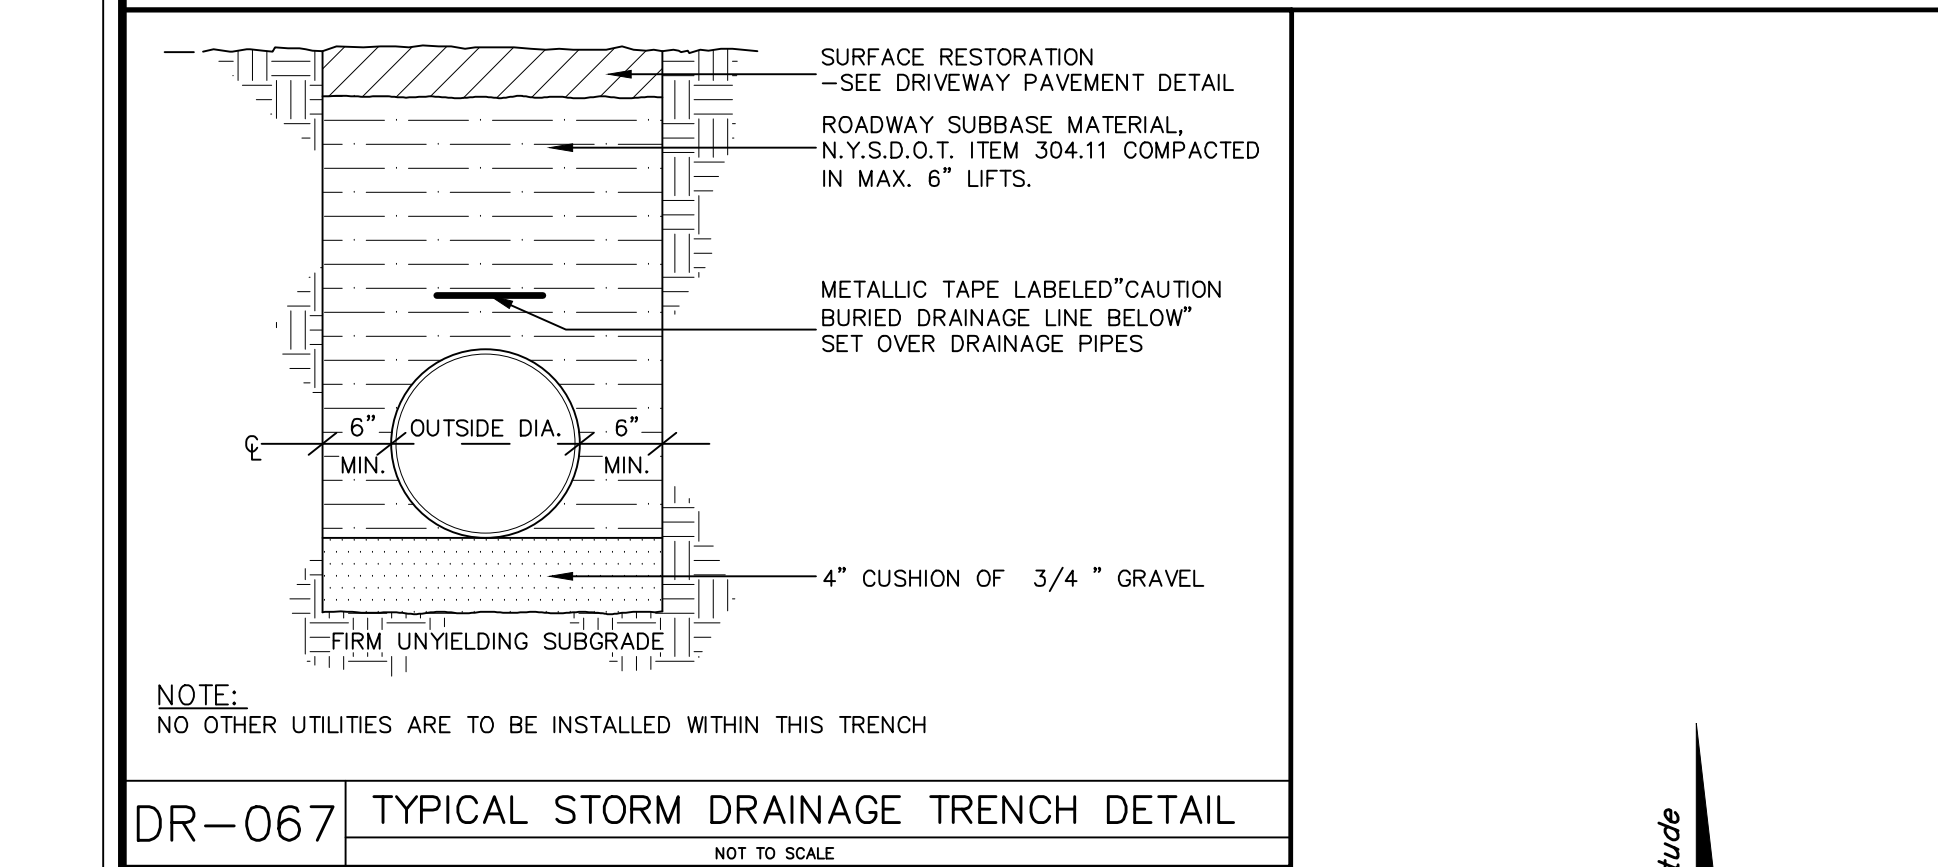 SURFACE RESTORATION
-SEE DRIVEWAY PAVEMENT DETAIL
ROADWAY SUBBASE MATERIAL,
N.Y.S.D.O.T. ITEM 304.11 COMPACTED
IN MAX. 6" LIFTS.
METALLIC TAPE LABELED"CAUTION
BURIED DRAINAGE LINE BELOW"
SET OVER DRAINAGE PIPES
℄ 6" OUTSIDE DIA. 6"
MIN. MIN.
4" CUSHION OF 3/4 " GRAVEL
FIRM UNYIELDING SUBGRADE
NOTE:
NO OTHER UTILITIES ARE TO BE INSTALLED WITHIN THIS TRENCH
DR-067
TYPICAL STORM DRAINAGE TRENCH DETAIL
NOT TO SCALE
tude